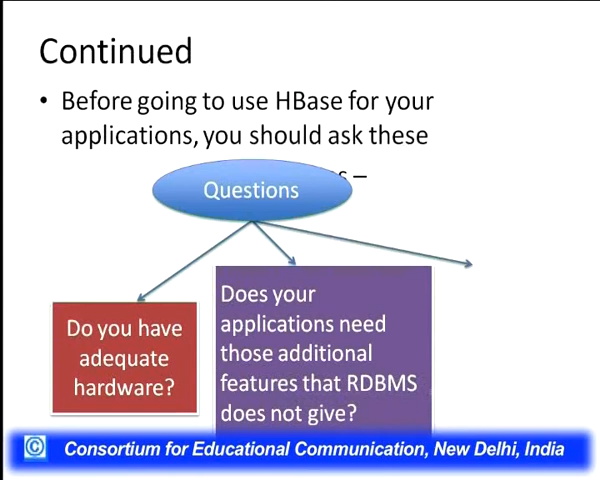 Continued
• Before going to use HBase for your
applications, you should ask these
–
Questions
Do you have
adequate
hardware?
Does your
applications need
those additional
features that RDBMS
does not give?
© Consortium for Educational Communication, New Delhi, India